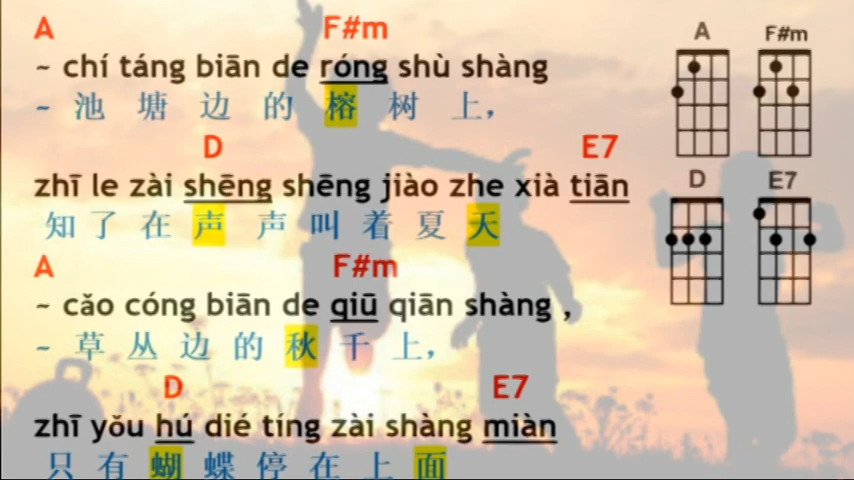 A F#m
~ chí táng biān de róng shù shàng
~ 池 塘 边 的 榕 树 上，
D E7
zhī le zài shēng shēng jiào zhe xià tiān
知 了 在 声 声 叫 着 夏 天
A F#m
~ cǎo cóng biān de qiū qiān shàng ,
~ 草 丛 边 的 秋 千 上，
D E7
zhī yǒu hú dié tíng zài shàng miàn
只 有 蝴 蝶 停 在 上 面
A F#m
D E7